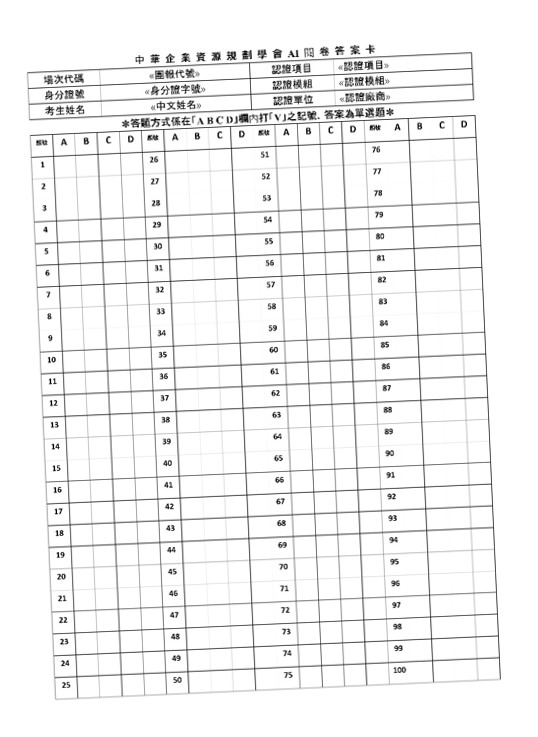 中華企業資源規劃學會 AI 問卷答案卡
場次代碼 «團報代號» 認證項目 «認證項目»
身分證號 «身分證字號» 認證模組 «認證模組»
考生姓名 «中文姓名» 認證單位 «認證廠商»
＊答題方式係在「A B C D」欄內打「V」之記號, 答案為單選題＊
題號 A B C D 題號 A B C D 題號 A B C D 題號 A B C D
1 26 51 76
2 27 52 77
3 28 53 78
4 29 54 79
5 30 55 80
6 31 56 81
7 32 57 82
8 33 58 83
9 34 59 84
10 35 60 85
11 36 61 86
12 37 62 87
13 38 63 88
14 39 64 89
15 40 65 90
16 41 66 91
17 42 67 92
18 43 68 93
19 44 69 94
20 45 70 95
21 46 71 96
22 47 72 97
23 48 73 98
24 49 74 99
25 50 75 100